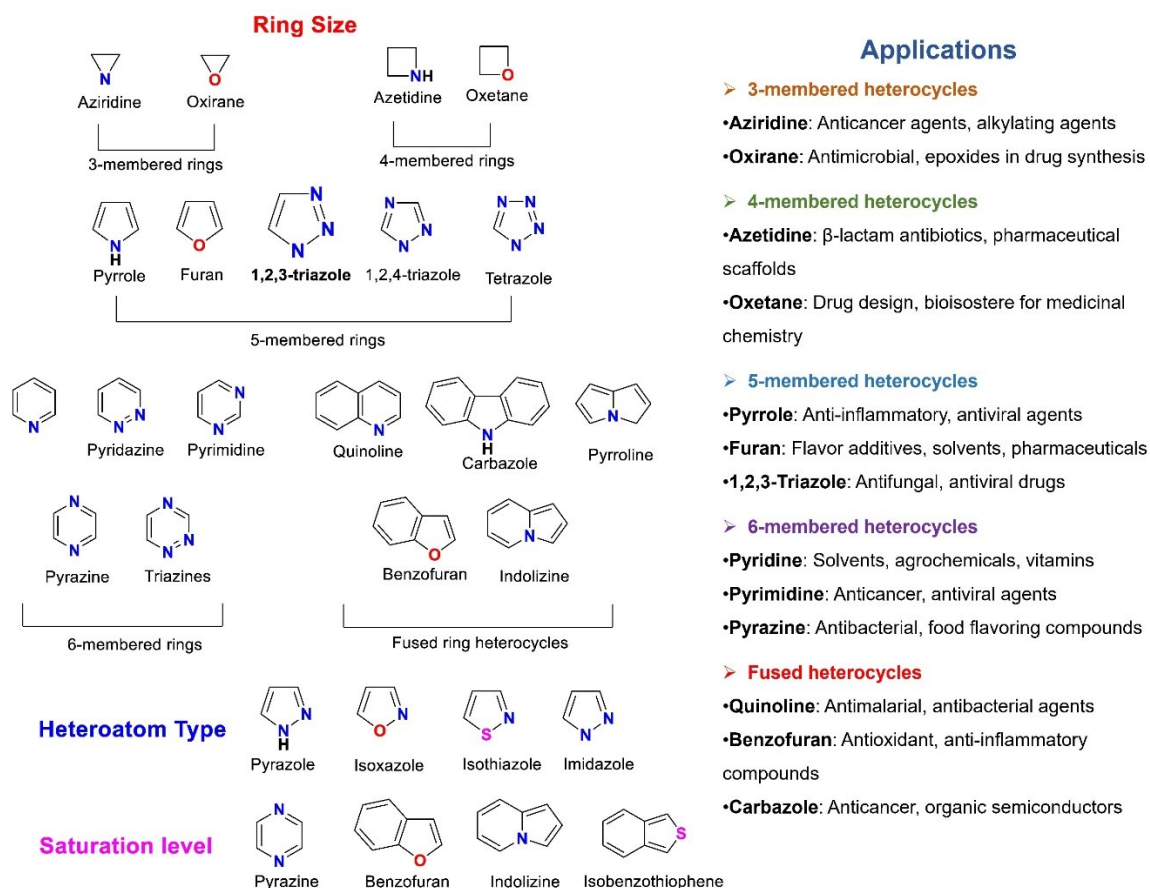 Ring Size
N
Aziridine
O
Oxirane
3-membered rings
NH
Azetidine
O
Oxetane
4-membered rings
N
H
Pyrrole
O
Furan
N
N
N
1,2,3-triazole
N
N
N
1,2,4-triazole
N
N
N
N
Tetrazole
5-membered rings
N
N
N
Pyridazine
N
N
Pyrimidine
N
Quinoline
N
H
Carbazole
N
Pyrroline
N
N
Pyrazine
N
N
N
Triazines
6-membered rings
O
Benzofuran
N
Indolizine
Fused ring heterocycles
Heteroatom Type
N
N
H
Pyrazole
N
O
Isoxazole
N
S
Isothiazole
N
N
Imidazole
Saturation level
N
N
Pyrazine
O
Benzofuran
N
Indolizine
S
Isobenzothiophene
Applications
➢ 3-membered heterocycles
•Aziridine: Anticancer agents, alkylating agents
•Oxirane: Antimicrobial, epoxides in drug synthesis
➢ 4-membered heterocycles
•Azetidine: β-lactam antibiotics, pharmaceutical
scaffolds
•Oxetane: Drug design, bioisostere for medicinal
chemistry
➢ 5-membered heterocycles
•Pyrrole: Anti-inflammatory, antiviral agents
•Furan: Flavor additives, solvents, pharmaceuticals
•1,2,3-Triazole: Antifungal, antiviral drugs
➢ 6-membered heterocycles
•Pyridine: Solvents, agrochemicals, vitamins
•Pyrimidine: Anticancer, antiviral agents
•Pyrazine: Antibacterial, food flavoring compounds
➢ Fused heterocycles
•Quinoline: Antimalarial, antibacterial agents
•Benzofuran: Antioxidant, anti-inflammatory
compounds
•Carbazole: Anticancer, organic semiconductors